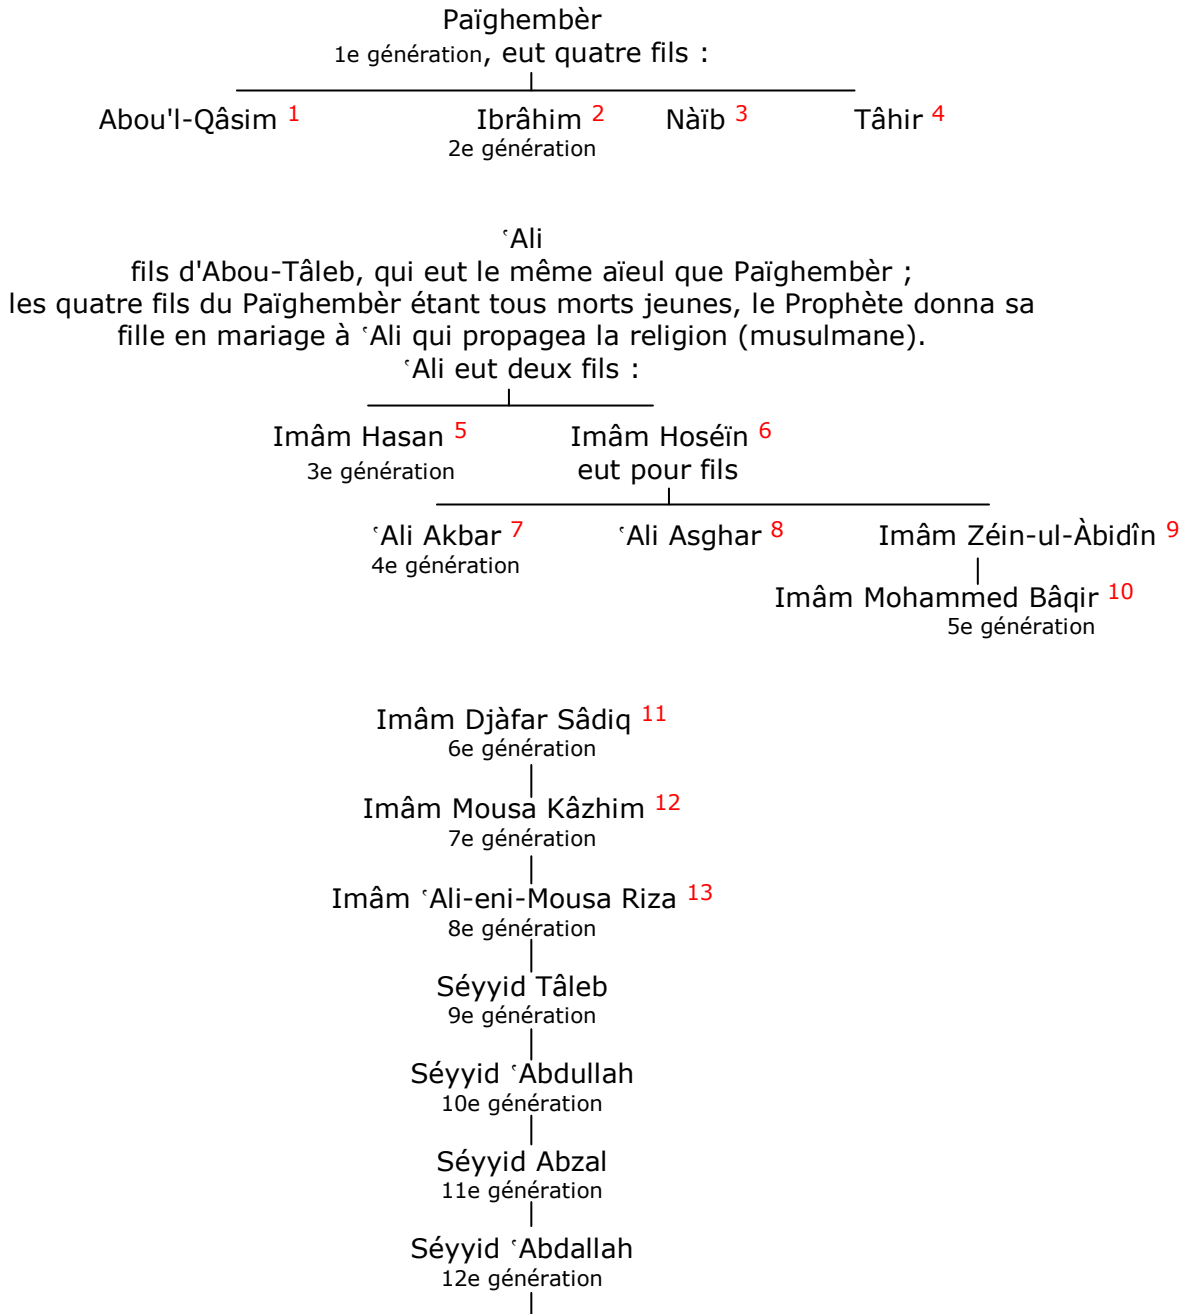 Païghembèr
1e génération, eut quatre fils :
Abou'l-Qâsim 1 Ibrâhim 2 Nàïb 3 Tâhir 4
2e génération
ʿAli
fils d'Abou-Tâleb, qui eut le même aïeul que Païghembèr ;
les quatre fils du Païghembèr étant tous morts jeunes, le Prophète donna sa
fille en mariage à ʿAli qui propagea la religion (musulmane).
ʿAli eut deux fils :
Imâm Hasan 5 Imâm Hoséïn 6
3e génération eut pour fils
ʿAli Akbar 7 ʿAli Asghar 8 Imâm Zéin-ul-Àbidîn 9
4e génération
Imâm Mohammed Bâqir 10
5e génération
Imâm Djàfar Sâdiq 11
6e génération
Imâm Mousa Kâzhim 12
7e génération
Imâm ʿAli-eni-Mousa Riza 13
8e génération
Séyyid Tâleb
9e génération
Séyyid ʿAbdullah
10e génération
Séyyid Abzal
11e génération
Séyyid ʿAbdallah
12e génération